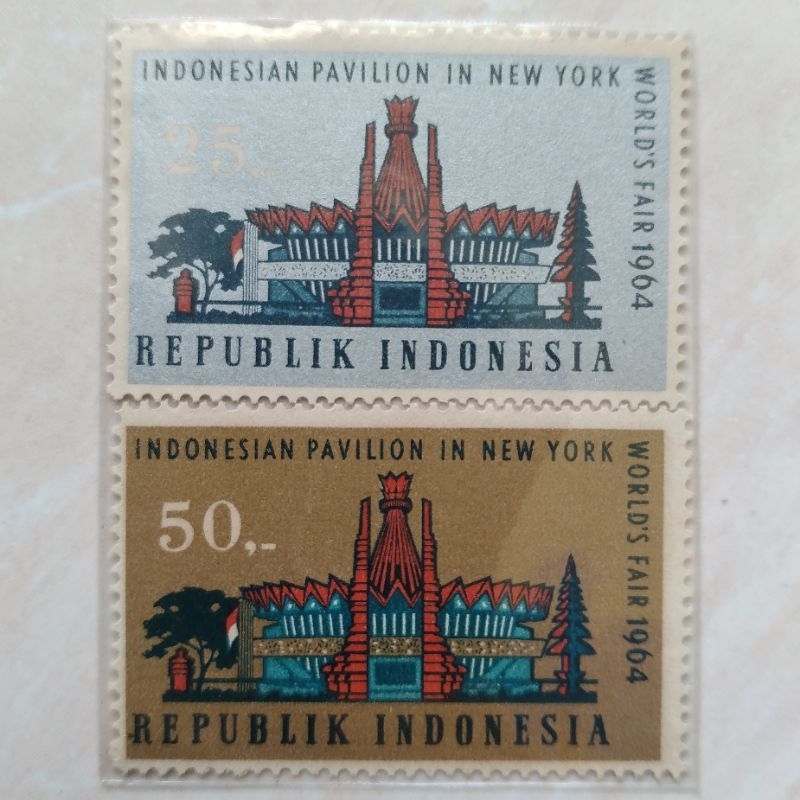 INDONESIAN PAVILION IN NEW YORK
WORLD'S FAIR 1964
25,-
REPUBLIK INDONESIA
INDONESIAN PAVILION IN NEW YORK
WORLD'S FAIR 1964
50,-
REPUBLIK INDONESIA